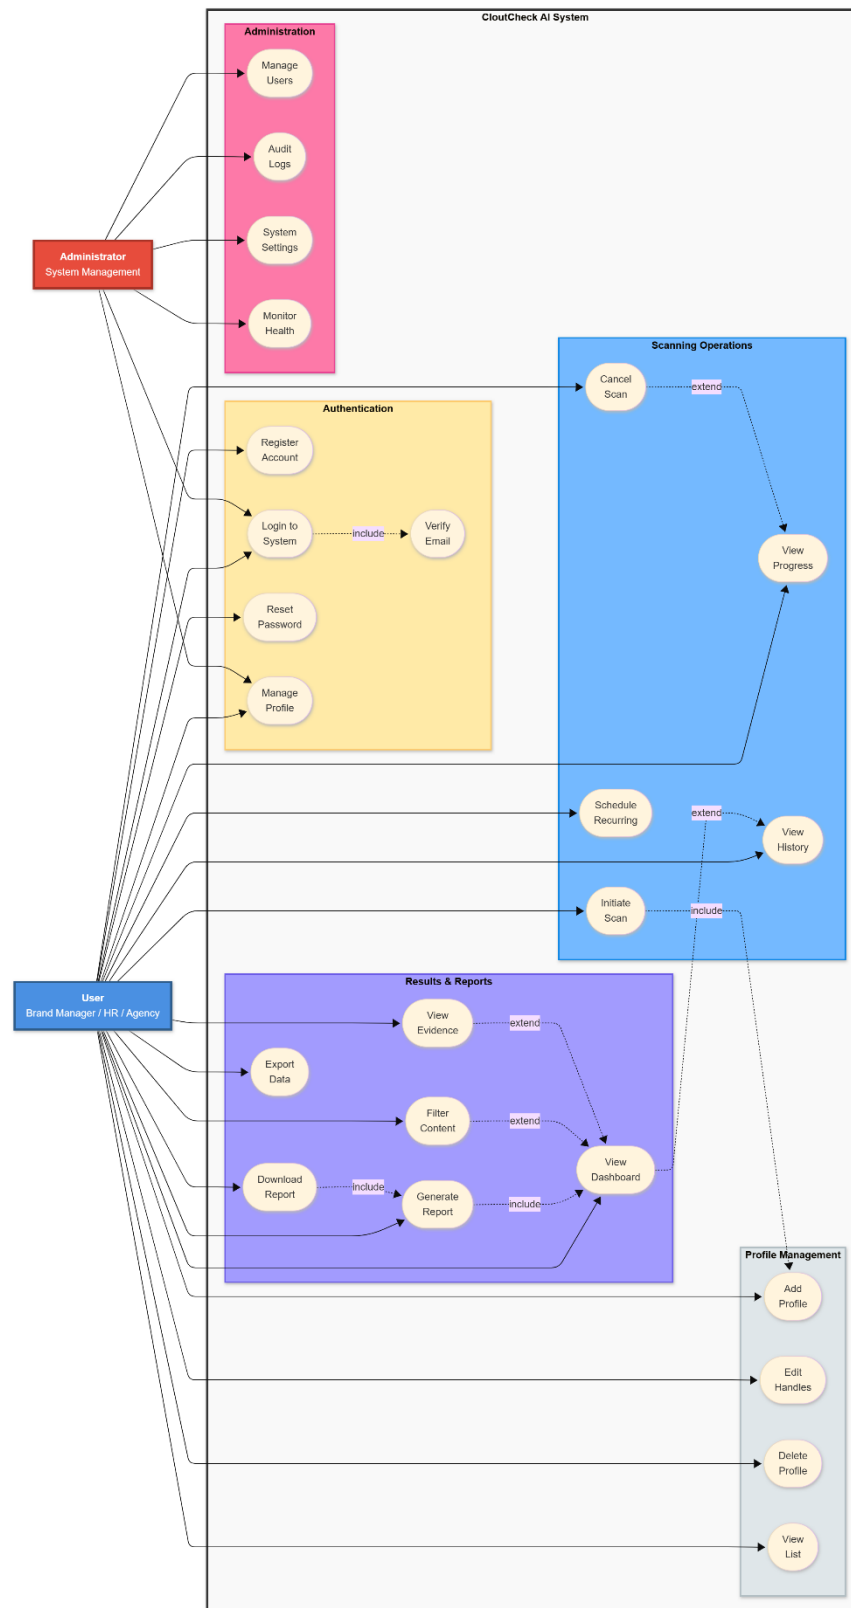 CloutCheck AI System
Administration
Manage
Users
Audit
Logs
System
Settings
Monitor
Health
Administrator
System Management
Scanning Operations
Cancel
Scan
extend
View
Progress
Schedule
Recurring
extend
View
History
Initiate
Scan
include
Authentication
Register
Account
Login to
System
include
Verify
Email
Reset
Password
Manage
Profile
User
Brand Manager / HR / Agency
Results & Reports
View
Evidence
extend
Export
Data
Filter
Content
extend
View
Dashboard
Download
Report
include
Generate
Report
include
Profile Management
Add
Profile
Edit
Handles
Delete
Profile
View
List